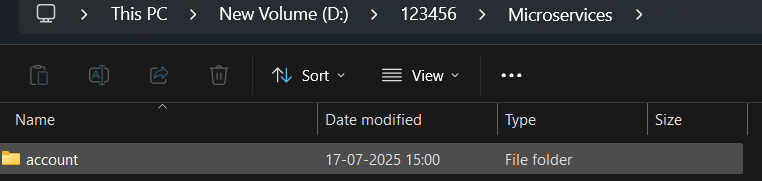 This PC > New Volume (D:) > 123456 > Microservices >
Sort View ...
Name Date modified Type Size
account 17-07-2025 15:00 File folder